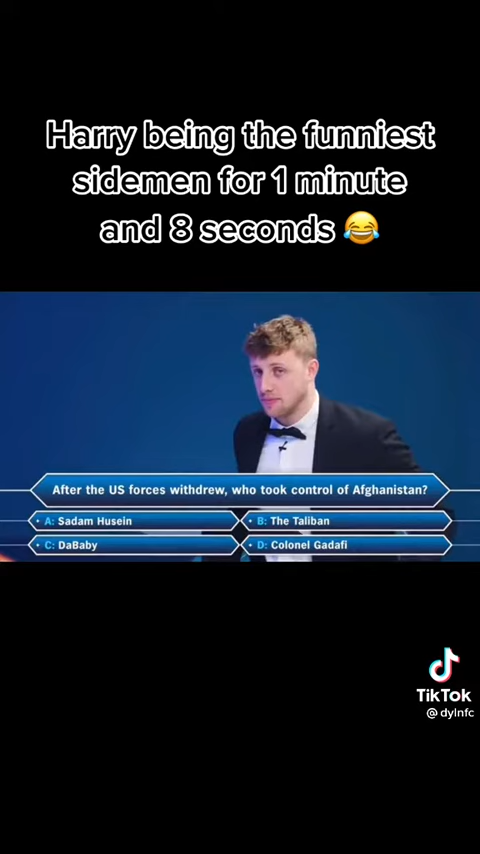 Harry being the funniest
sidemen for 1 minute
and 8 seconds 😂
After the US forces withdrew, who took control of Afghanistan?
A: Sadam Husein
B: The Taliban
C: DaBaby
D: Colonel Gadafi
TikTok
@dylnfc